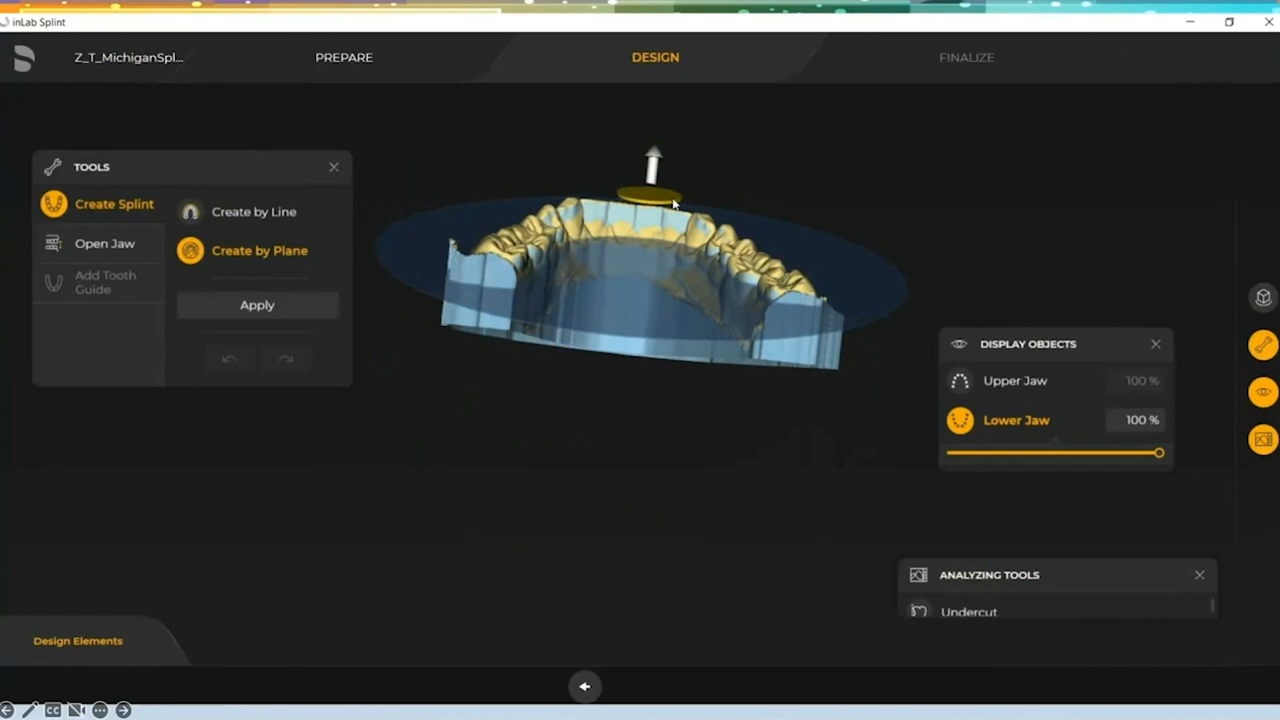 inLab Splint
Z_T_MichiganSpl...
PREPARE
DESIGN
FINALIZE
TOOLS
Create Splint
Open Jaw
Add Tooth
Guide
Create by Line
Create by Plane
Apply
DISPLAY OBJECTS
Upper Jaw
100 %
Lower Jaw
100 %
ANALYZING TOOLS
Undercut
Design Elements
CC